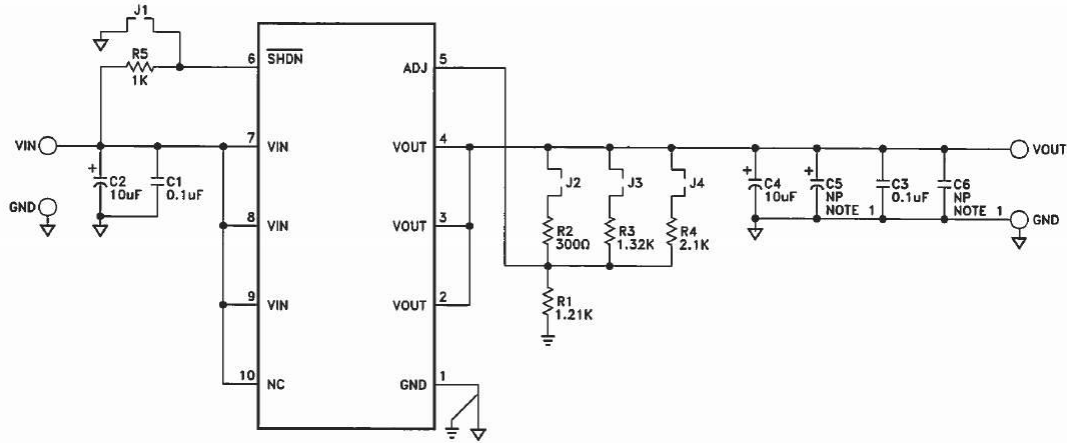 J1
R5
1K
6
SHDN
5
ADJ
VIN
7
VIN
4
VOUT
VOUT
C2
10uF
C1
0.1uF
J2
J3
J4
C4
10uF
C5
NP
NOTE 1
C3
0.1uF
C6
NP
NOTE 1
GND
GND
8
VIN
3
VOUT
R2
300Ω
R3
1.32K
R4
2.1K
9
VIN
2
VOUT
R1
1.21K
10
NC
1
GND
+
+
+